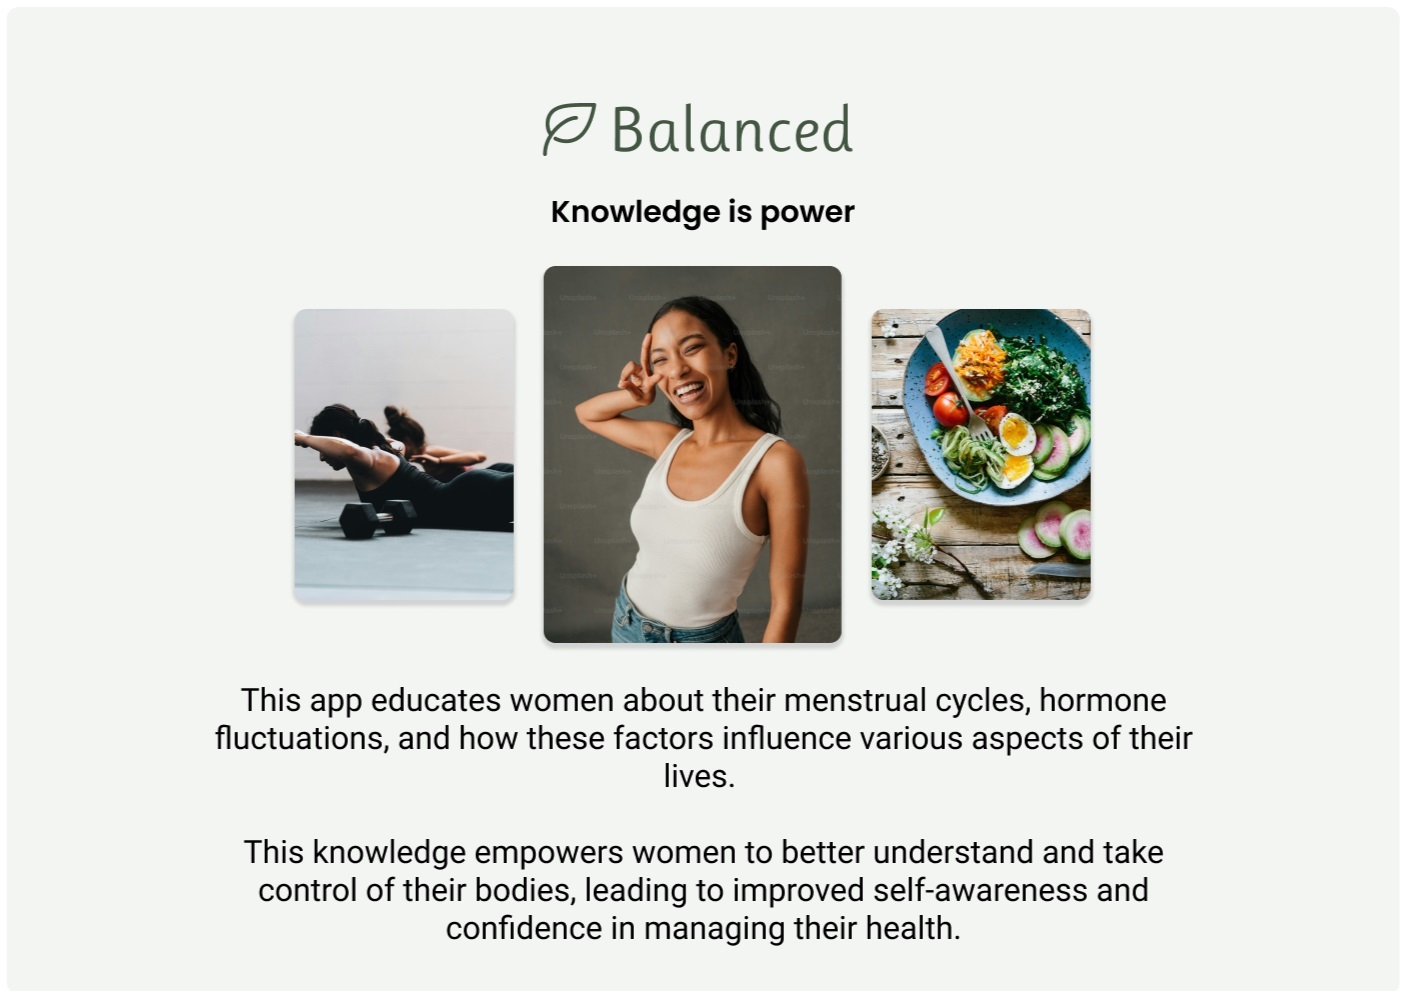 Balanced
Knowledge is power
This app educates women about their menstrual cycles, hormone
fluctuations, and how these factors influence various aspects of their
lives.
This knowledge empowers women to better understand and take
control of their bodies, leading to improved self-awareness and
confidence in managing their health.